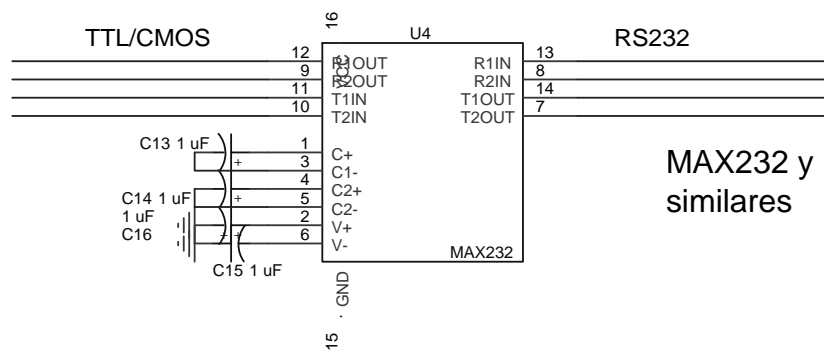 16
TTL/CMOS
U4
RS232
12 R1OUT VCC R1IN 13
9 R2OUT R2IN 8
11 T1IN T1OUT 14
10 T2IN T2OUT 7
C13 1 uF
1 C+
+ 3 C1-
4 C2+
C14 1 uF + 5 C2-
1 uF 2 V+
C16 + + 6 V-
C15 1 uF
MAX232
MAX232 y
similares
GND
.
15